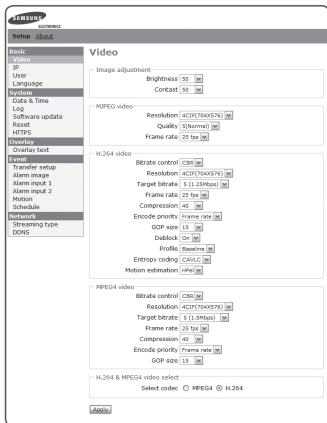 SAMSUNG
ELECTRONICS
Setup About
Basic
Video
IP
User
Language
System
Date & Time
Log
Software update
Reset
HTTPS
Overlay
Overlay text
Event
Transfer setup
Alarm image
Alarm input 1
Alarm input 2
Motion
Schedule
Network
Streaming type
DDNS
Video
Image adjustment
Brightness 50
Contast 50
MJPEG video
Resolution 4CIF(704X576)
Quality 5(Normal)
Frame rate 25 fps
H.264 video
Bitrate control CBR
Resolution 4CIF(704X576)
Target bitrate 5 (1.25Mbps)
Frame rate 25 fps
Compression 40
Encode priority Frame rate
GOP size 15
Deblock On
Profile Baseline
Entropy coding CAVLC
Motion estimation HPel
MPEG4 video
Bitrate control CBR
Resolution 4CIF(704X576)
Target bitrate 5 (1.5Mbps)
Frame rate 25 fps
Compression 40
Encode priority Frame rate
GOP size 15
H.264 & MPEG4 video select
Select codec MPEG4 H.264
Apply